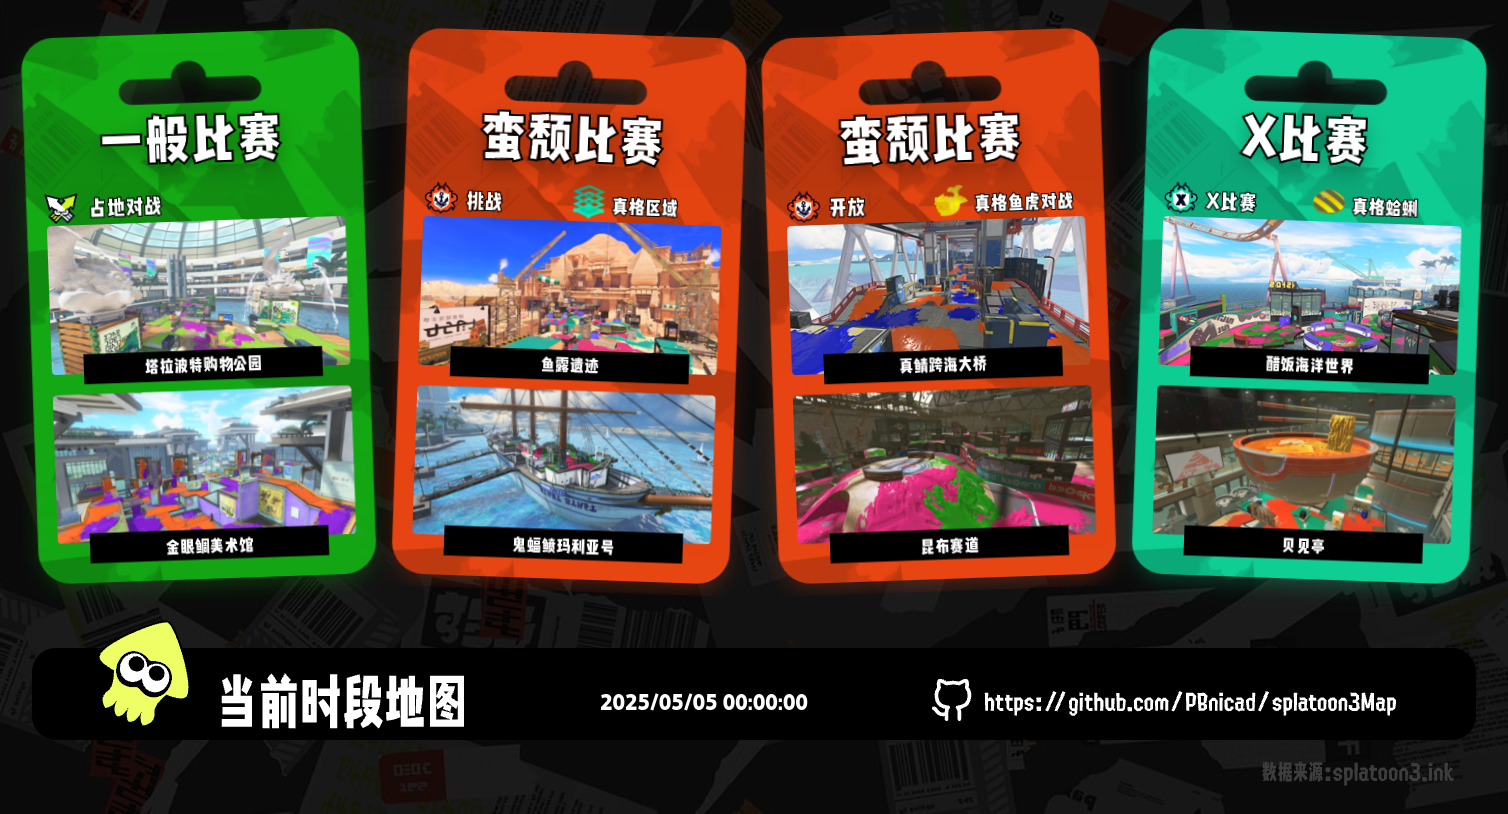 一般比赛
占地对战
塔拉波特购物公园
金眼鲷美术馆
蛮颓比赛
挑战
真格区域
鱼露遗迹
鬼蝠鲼玛利亚号
蛮颓比赛
开放
真格鱼虎对战
真鲭跨海大桥
昆布赛道
X比赛
X比赛
真格蛤蜊
醋饭海洋世界
贝见亭
当前时段地图
2025/05/05 00:00:00
https://github.com/PBnicad/splatoon3Map
数据来源:splatoon3.ink